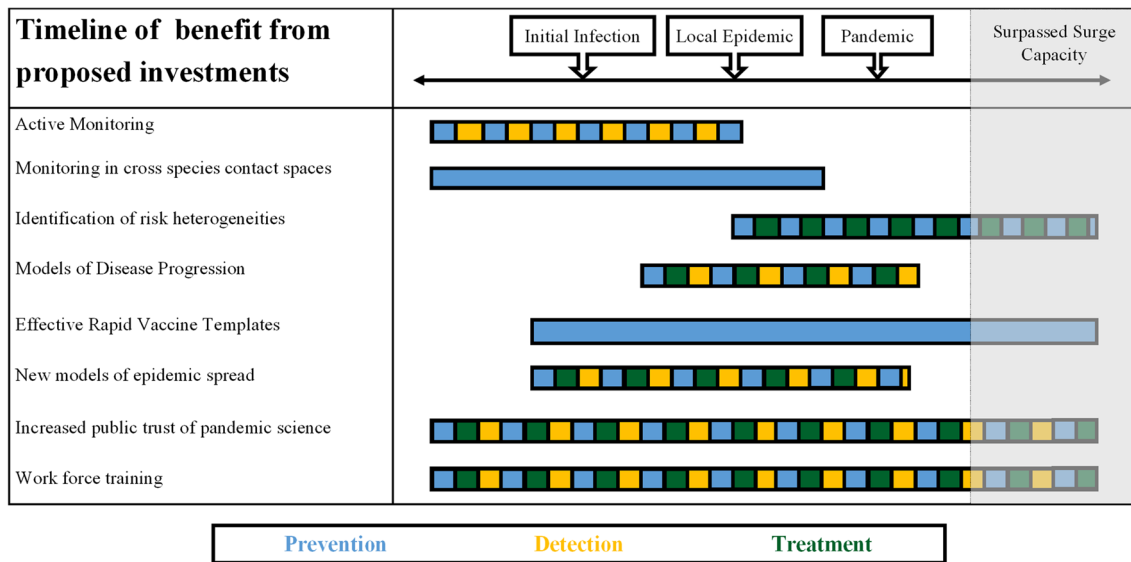 Timeline of benefit from
proposed investments
Initial Infection
Local Epidemic
Pandemic
Surpassed Surge
Capacity
Active Monitoring
Monitoring in cross species contact spaces
Identification of risk heterogeneities
Models of Disease Progression
Effective Rapid Vaccine Templates
New models of epidemic spread
Increased public trust of pandemic science
Work force training
Prevention
Detection
Treatment